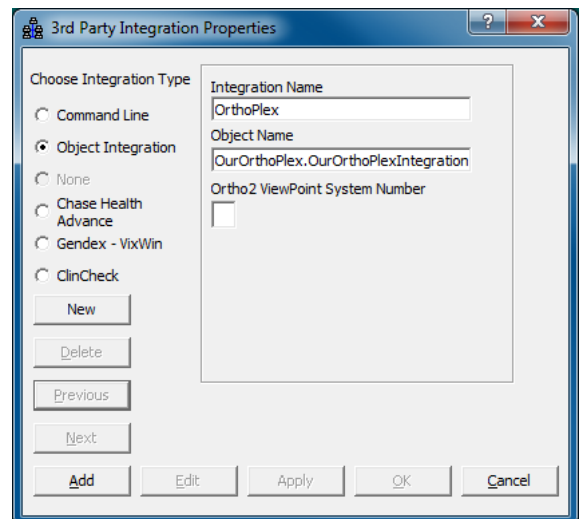 3rd Party Integration Properties
?
X
Choose Integration Type
Command Line
Object Integration
None
Chase Health
Advance
Gendex - VixWin
ClinCheck
New
Delete
Previous
Next
Integration Name
OrthoPlex
Object Name
OurOrthoPlex.OurOrthoPlexIntegration
Ortho2 ViewPoint System Number
Add
Edit
Apply
OK
Cancel